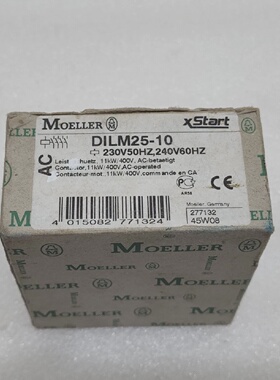 MOELLER
xStart
AC
DILM25-10
230V50HZ,240V60HZ
Leistschuetz, 11kW/400V, AC-betaetigt
Contactor, 11kW/400V, AC-operated
Contacteur-mot., 11kW/400V, commande en CA
CE
Moeller, Germany
277132
45W08
4 015082 771324
MOELLER
MOELLER